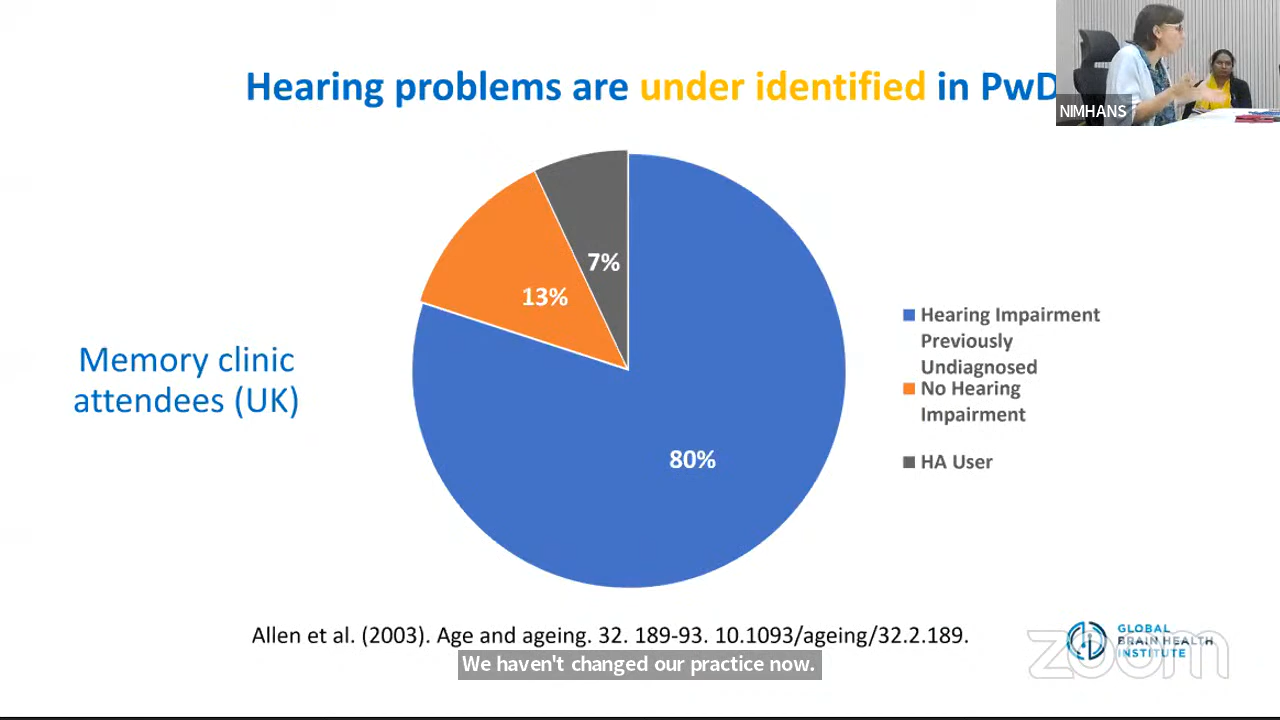 Hearing problems are under identified in PwD
NIMHANS
7%
13%
80%
Memory clinic
attendees (UK)
Hearing Impairment
Previously
Undiagnosed
No Hearing
Impairment
HA User
Allen et al. (2003). Age and ageing. 32. 189-93. 10.1093/ageing/32.2.189.
We haven't changed our practice now.
GLOBAL
BRAIN HEALTH
INSTITUTE
zoom